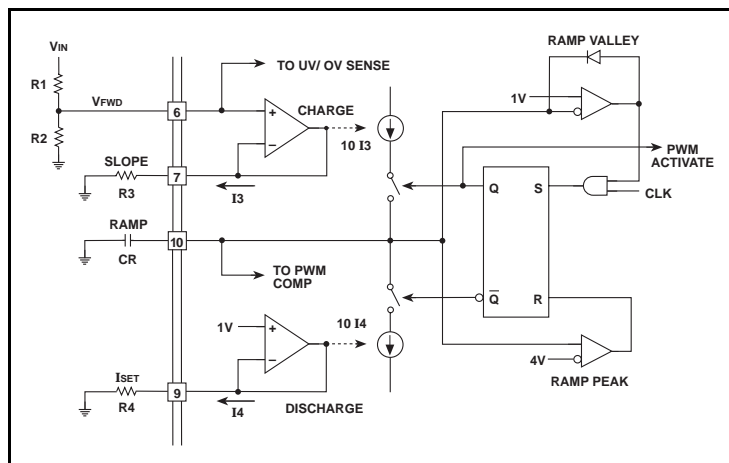 VIN
R1
VFWD
R2
6
TO UV/ OV SENSE
CHARGE
+
−
10 I3
SLOPE
R3
7
I3
RAMP
CR
10
TO PWM
COMP
1V
+
−
10 I4
ISET
R4
9
I4
DISCHARGE
RAMP VALLEY
1V
PWM
ACTIVATE
Q
S
CLK
Q
R
4V
RAMP PEAK